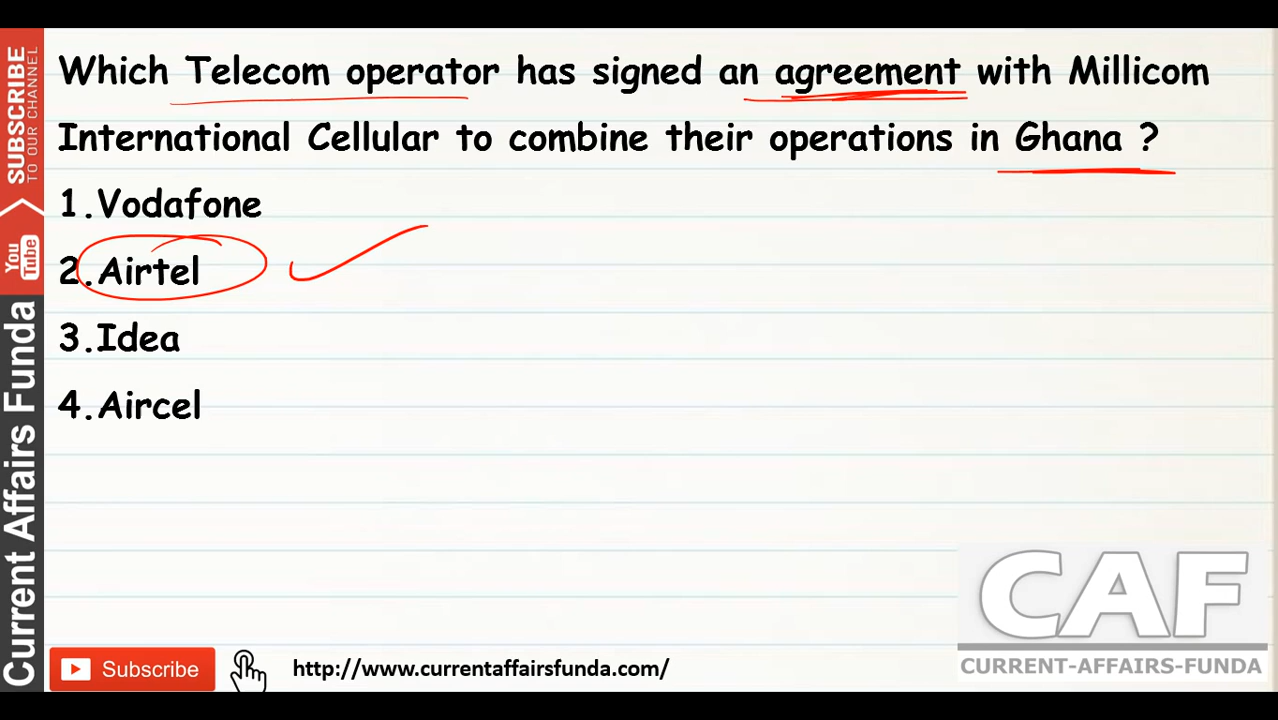 Which Telecom operator has signed an agreement with Millicom
International Cellular to combine their operations in Ghana ?
1.Vodafone
2.Airtel
3.Idea
4.Aircel
SUBSCRIBE
TO OUR CHANNEL
You
Tube
Current Affairs Funda
Subscribe
http://www.currentaffairsfunda.com/
CAF
CURRENT-AFFAIRS-FUNDA